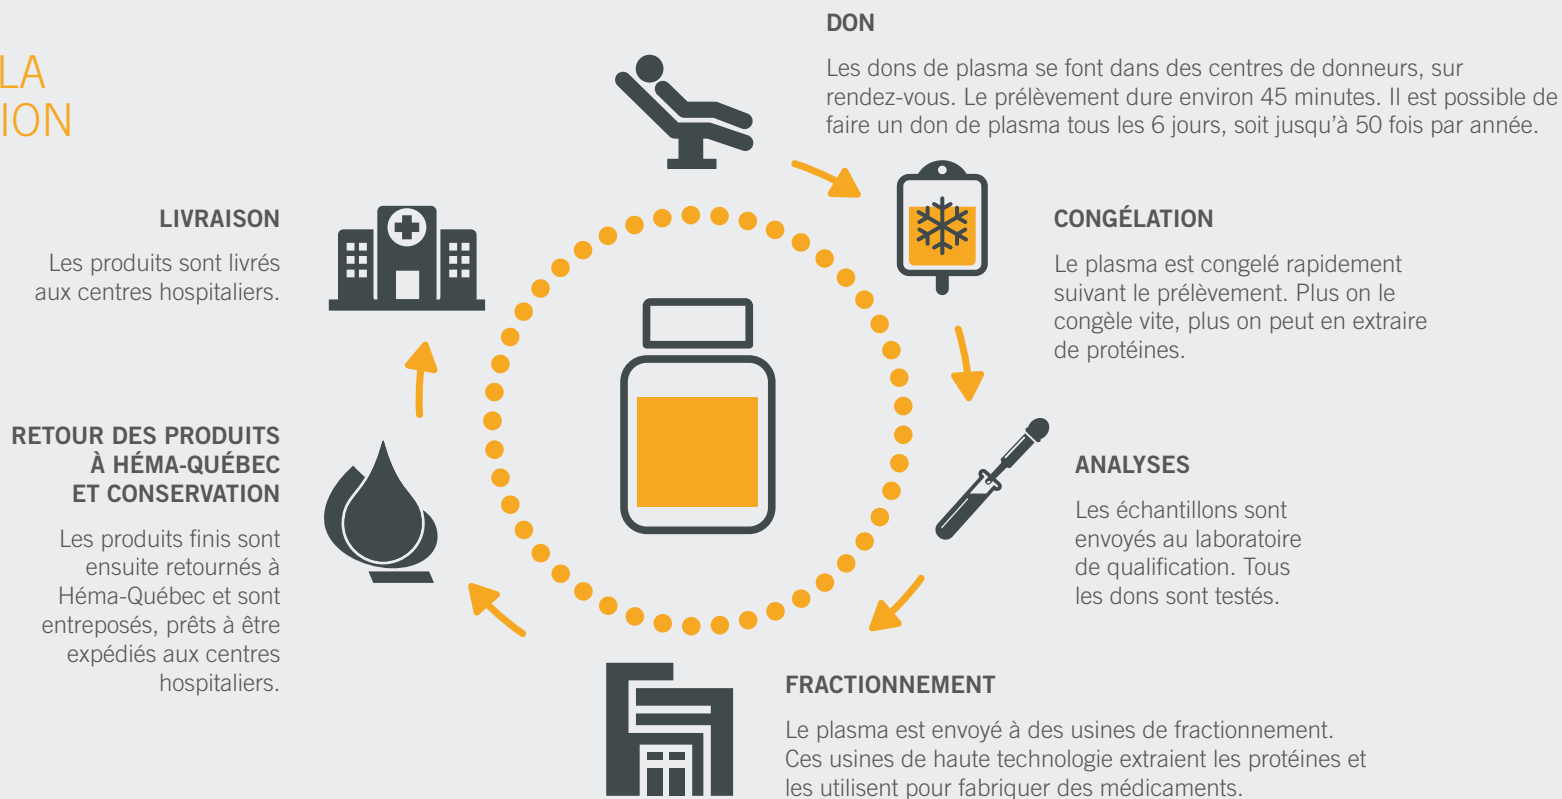 LA
ION
DON
Les dons de plasma se font dans des centres de donneurs, sur
rendez-vous. Le prélèvement dure environ 45 minutes. Il est possible de
faire un don de plasma tous les 6 jours, soit jusqu’à 50 fois par année.
CONGÉLATION
Le plasma est congelé rapidement
suivant le prélèvement. Plus on le
congèle vite, plus on peut en extraire
de protéines.
ANALYSES
Les échantillons sont
envoyés au laboratoire
de qualification. Tous
les dons sont testés.
FRACTIONNEMENT
Le plasma est envoyé à des usines de fractionnement.
Ces usines de haute technologie extraient les protéines et
les utilisent pour fabriquer des médicaments.
RETOUR DES PRODUITS
À HÉMA-QUÉBEC
ET CONSERVATION
Les produits finis sont
ensuite retournés à
Héma-Québec et sont
entreposés, prêts à être
expédiés aux centres
hospitaliers.
LIVRAISON
Les produits sont livrés
aux centres hospitaliers.